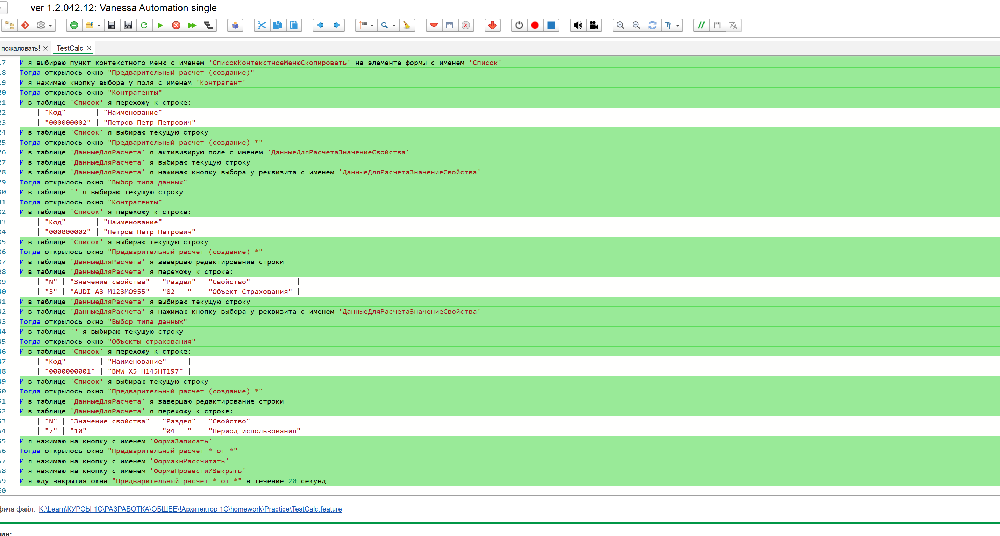 ver 1.2.042.12: Vanessa Automation single
пожаловать! TestCalc
17 И я выбираю пункт контекстного меню с именем 'СписокКонтекстноеМенюСкопировать' на элементе формы с именем 'Список'
18 Тогда открылось окно "Предварительный расчет (создание)"
19 И я нажимаю кнопку выбора у поля с именем 'Контрагент'
20 Тогда открылось окно "Контрагенты"
21 И в таблице 'Список' я перехожу к строке:
22 | "Код" | "Наименование" |
23 | "000000002" | "Петров Петр Петрович" |
24 И в таблице 'Список' я выбираю текущую строку
25 Тогда открылось окно "Предварительный расчет (создание) *"
26 И в таблице 'ДанныеДляРасчета' я активизирую поле с именем 'ДанныеДляРасчетаЗначениеСвойства'
27 И в таблице 'ДанныеДляРасчета' я выбираю текущую строку
28 И в таблице 'ДанныеДляРасчета' я нажимаю кнопку выбора у реквизита с именем 'ДанныеДляРасчетаЗначениеСвойства'
29 Тогда открылось окно "Выбор типа данных"
30 И в таблице '' я выбираю текущую строку
31 Тогда открылось окно "Контрагенты"
32 И в таблице 'Список' я перехожу к строке:
33 | "Код" | "Наименование" |
34 | "000000002" | "Петров Петр Петрович" |
35 И в таблице 'Список' я выбираю текущую строку
36 Тогда открылось окно "Предварительный расчет (создание) *"
37 И в таблице 'ДанныеДляРасчета' я завершаю редактирование строки
38 И в таблице 'ДанныеДляРасчета' я перехожу к строке:
39 | "N" | "Значение свойства" | "Раздел" | "Свойство" |
40 | "3" | "AUDI A3 М123МО955" | "02   " | "Объект Страхования" |
41 И в таблице 'ДанныеДляРасчета' я выбираю текущую строку
42 И в таблице 'ДанныеДляРасчета' я нажимаю кнопку выбора у реквизита с именем 'ДанныеДляРасчетаЗначениеСвойства'
43 Тогда открылось окно "Выбор типа данных"
44 И в таблице '' я выбираю текущую строку
45 Тогда открылось окно "Объекты страхования"
46 И в таблице 'Список' я перехожу к строке:
47 | "Код" | "Наименование" |
48 | "0000000001" | "BMW X5 Н145НТ197" |
49 И в таблице 'Список' я выбираю текущую строку
50 Тогда открылось окно "Предварительный расчет (создание) *"
51 И в таблице 'ДанныеДляРасчета' я завершаю редактирование строки
52 И в таблице 'ДанныеДляРасчета' я перехожу к строке:
53 | "N" | "Значение свойства" | "Раздел" | "Свойство" |
54 | "7" | "10" | "04   " | "Период использования" |
55 И я нажимаю на кнопку с именем 'ФормаЗаписать'
56 Тогда открылось окно "Предварительный расчет * от *"
57 И я нажимаю на кнопку с именем 'ФормакнРассчитать'
58 И я нажимаю на кнопку с именем 'ФормаПровестиИЗакрыть'
59 И я жду закрытия окна "Предварительный расчет * от *" в течение 20 секунд
60
фича файл: K:\Learn\КУРСЫ 1С\РАЗРАБОТКА\ОБЩЕЕ\!Архитектор 1С\homework\Practice\TestCalc.feature